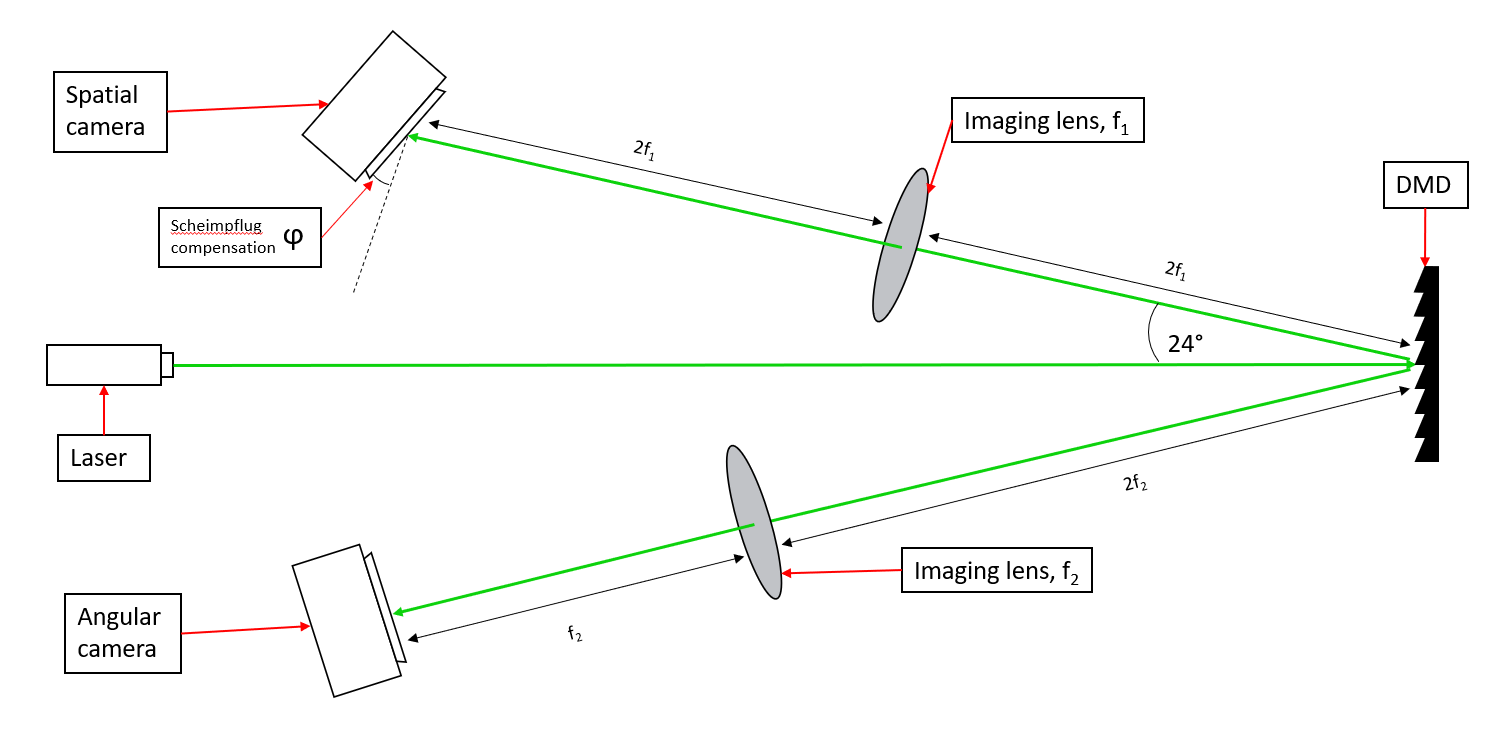 Spatial
camera
2f1
Imaging lens, f1
DMD
Scheimpflug
compensation φ
2f1
24°
Laser
2f2
Imaging lens, f2
Angular
camera
f2